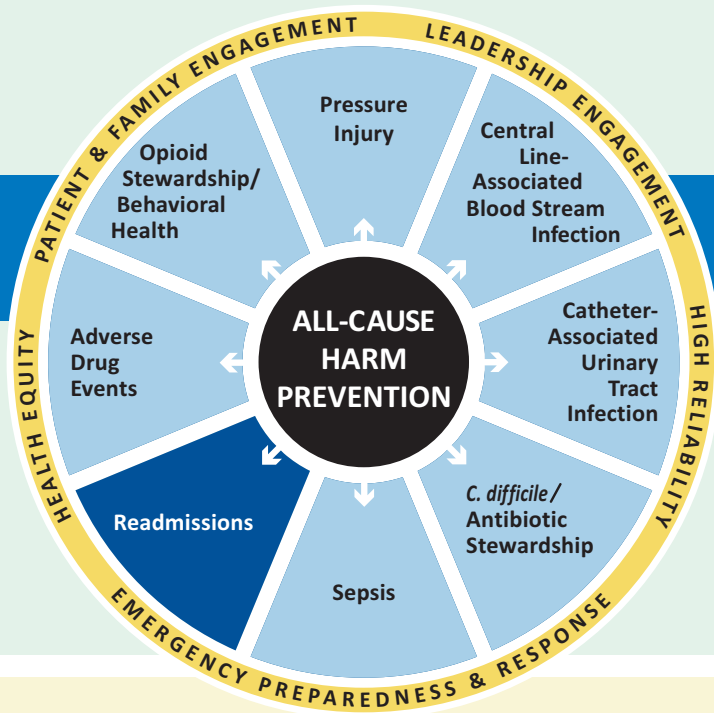 PATIENT & FAMILY ENGAGEMENT
LEADERSHIP ENGAGEMENT
HIGH RELIABILITY
EMERGENCY PREPAREDNESS & RESPONSE
HEALTH EQUITY
Pressure
Injury
Central
Line-
Associated
Blood Stream
Infection
Catheter-
Associated
Urinary
Tract
Infection
C. difficile/
Antibiotic
Stewardship
Sepsis
Readmissions
Adverse
Drug
Events
Opioid
Stewardship/
Behavioral
Health
ALL-CAUSE
HARM
PREVENTION